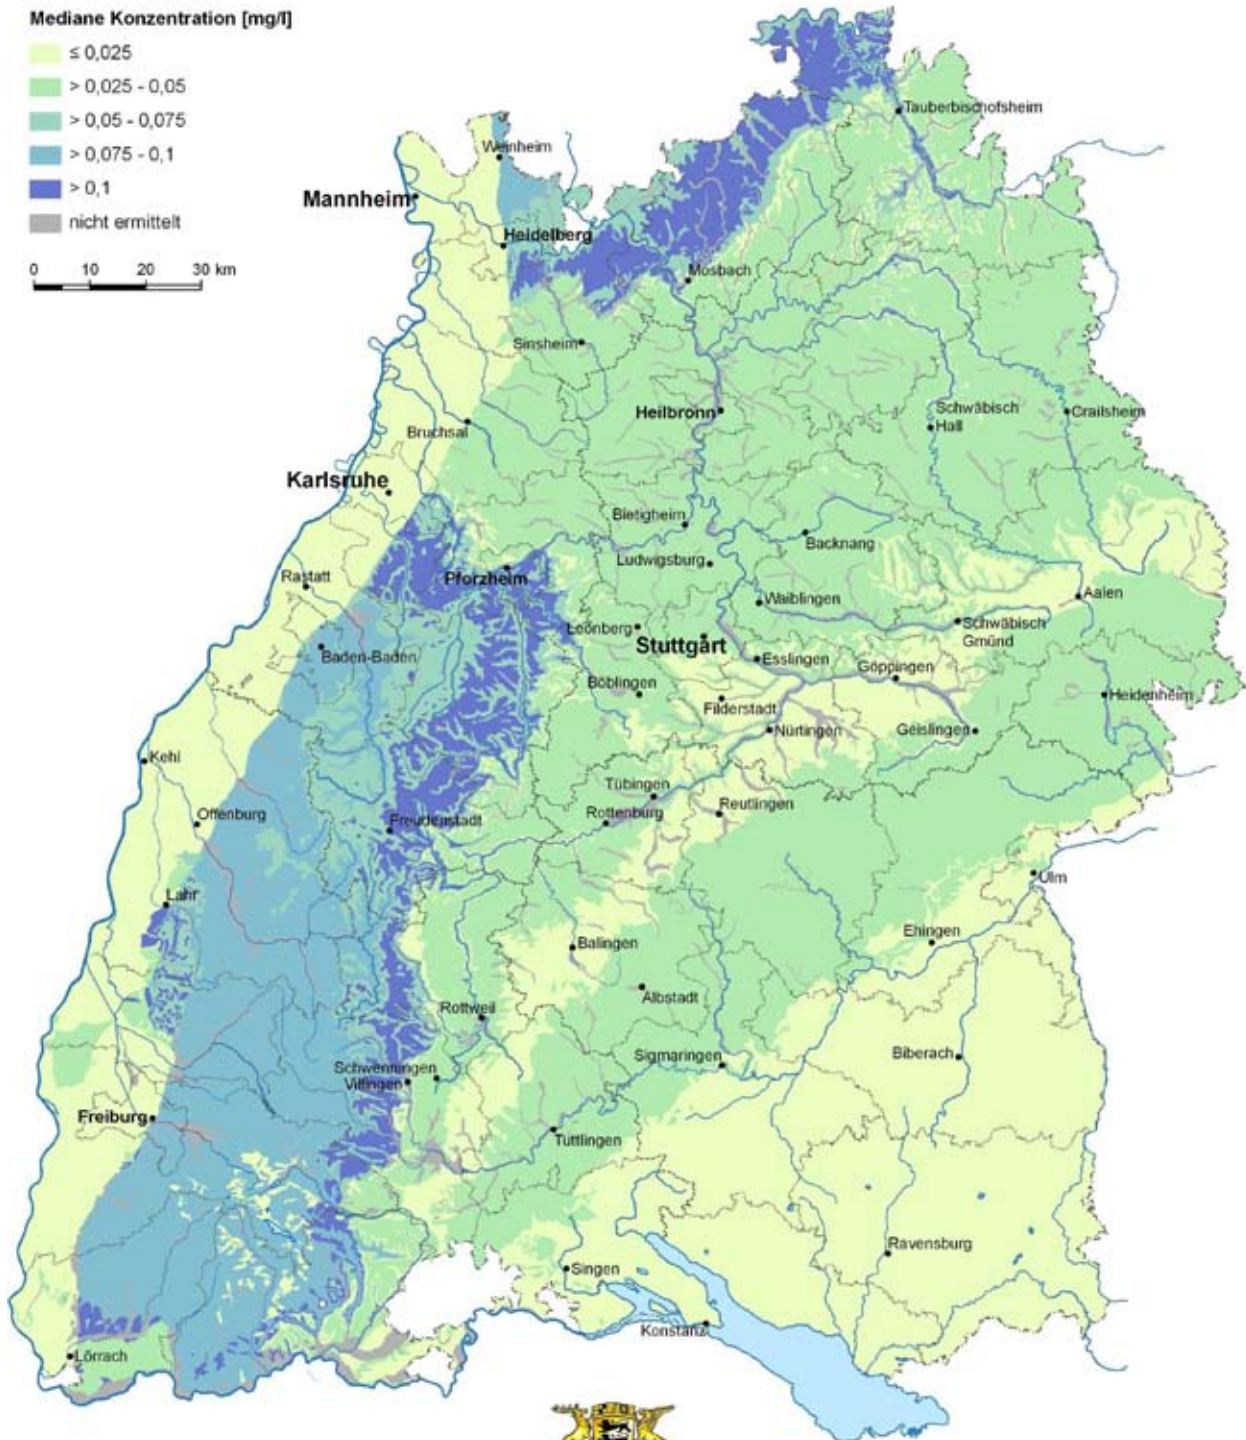 Mediane Konzentration [mg/l]
≤ 0,025
> 0,025 - 0,05
> 0,05 - 0,075
> 0,075 - 0,1
> 0,1
nicht ermittelt
0 10 20 30 km
Tauberbischofsheim
Weinheim
Mannheim
Heidelberg
Mosbach
Sinsheim
Heilbronn
Schwäbisch
Hall
Crailsheim
Bruchsal
Karlsruhe
Bietigheim
Backnang
Ludwigsburg
Pforzheim
Rastatt
Waiblingen
Aalen
Leonberg
Schwäbisch
Gmünd
Stuttgart
Baden-Baden
Esslingen
Göppingen
Böblingen
Heidenheim
Filderstadt
Nürtingen
Geislingen
Kehl
Tübingen
Reutlingen
Offenburg
Rottenburg
Freudenstadt
Ulm
Lahr
Ehingen
Balingen
Albstadt
Rottweil
Sigmaringen
Biberach
Schwenningen
Villingen
Freiburg
Tuttlingen
Ravensburg
Singen
Konstanz
Lörrach